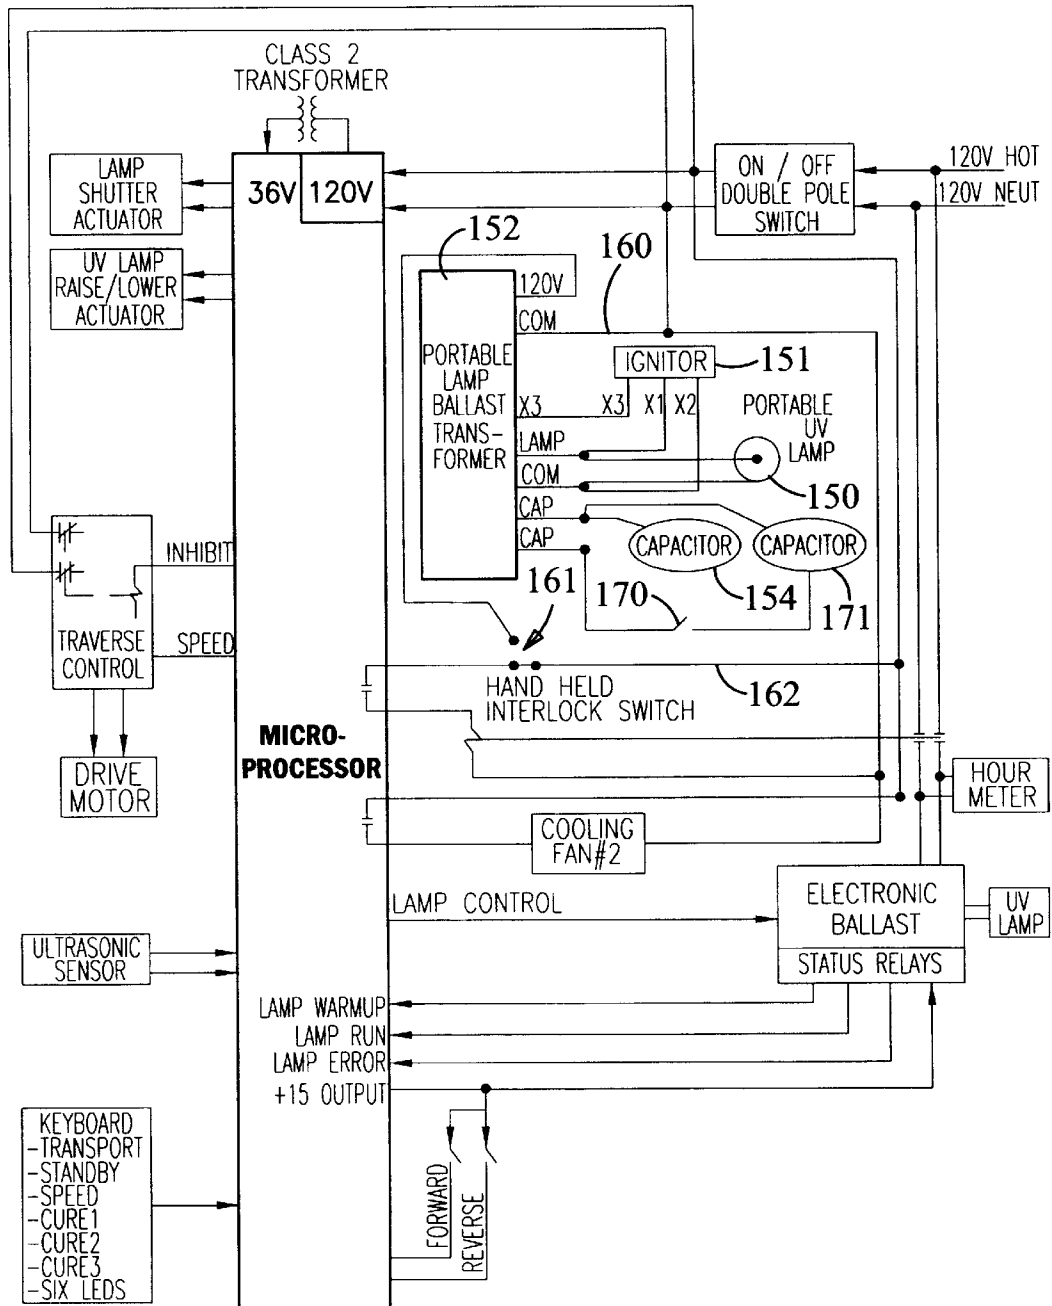 CLASS 2
TRANSFORMER
LAMP
SHUTTER
ACTUATOR
36V
120V
ON / OFF
DOUBLE POLE
SWITCH
120V HOT
120V NEUT
UV LAMP
RAISE/LOWER
ACTUATOR
152
160
120V
COM
PORTABLE
LAMP
BALLAST
TRANS-
FORMER
IGNITOR
151
X3
X3
X1
X2
PORTABLE
UV
LAMP
LAMP
COM
150
CAP
CAP
CAPACITOR
CAPACITOR
154
171
161
170
INHIBIT
TRAVERSE
CONTROL
SPEED
HAND HELD
INTERLOCK SWITCH
162
MICRO-
PROCESSOR
DRIVE
MOTOR
HOUR
METER
COOLING
FAN#2
LAMP CONTROL
ELECTRONIC
BALLAST
UV
LAMP
STATUS RELAYS
ULTRASONIC
SENSOR
LAMP WARMUP
LAMP RUN
LAMP ERROR
+15 OUTPUT
KEYBOARD
-TRANSPORT
-STANDBY
-SPEED
-CURE1
-CURE2
-CURE3
-SIX LEDS
FORWARD
REVERSE